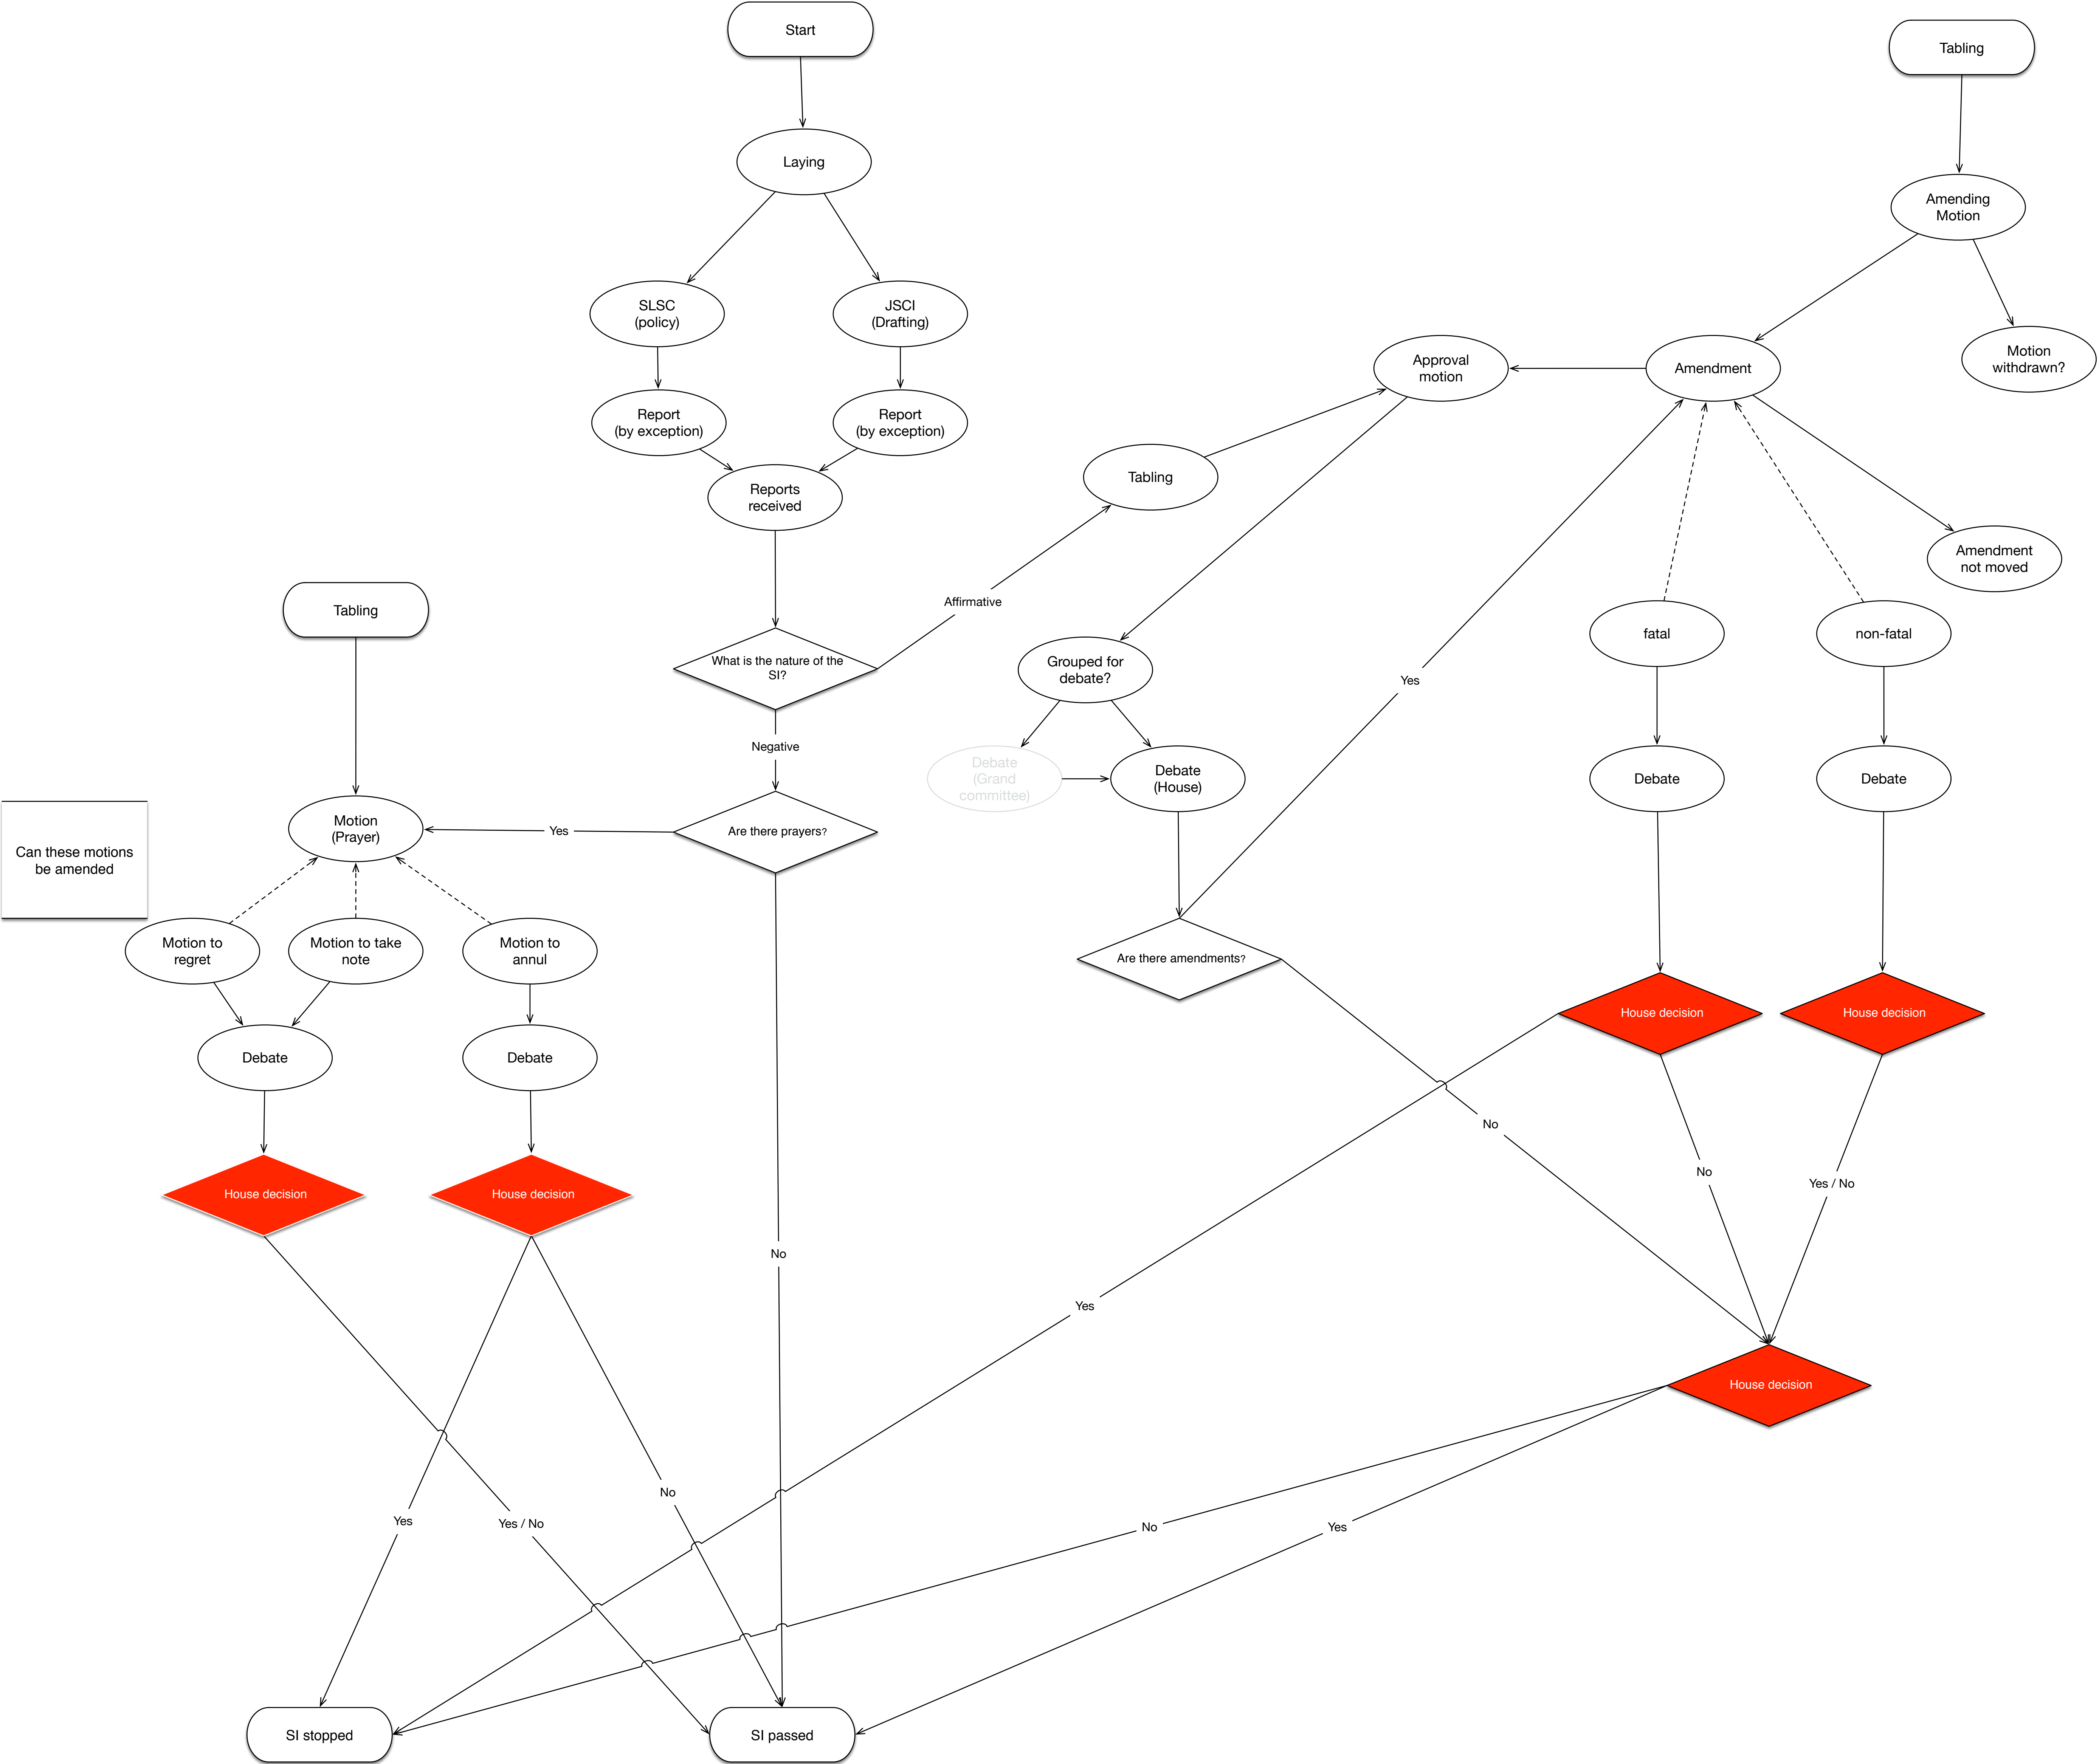 Start
Tabling
Laying
Amending
Motion
SLSC
(policy)
JSCI
(Drafting)
Motion
withdrawn?
Approval
motion
Amendment
Report
(by exception)
Report
(by exception)
Tabling
Reports
received
Amendment
not moved
Affirmative
Tabling
fatal
non-fatal
What is the nature of the
SI?
Grouped for
debate?
Yes
Negative
Debate
(Grand
committee)
Debate
(House)
Debate
Debate
Motion
(Prayer)
Yes
Are there prayers?
Can these motions
be amended
Motion to
regret
Motion to take
note
Motion to
annul
Are there amendments?
House decision
House decision
Debate
Debate
No
No
Yes / No
House decision
House decision
No
Yes
House decision
No
Yes
Yes / No
No
Yes
SI stopped
SI passed